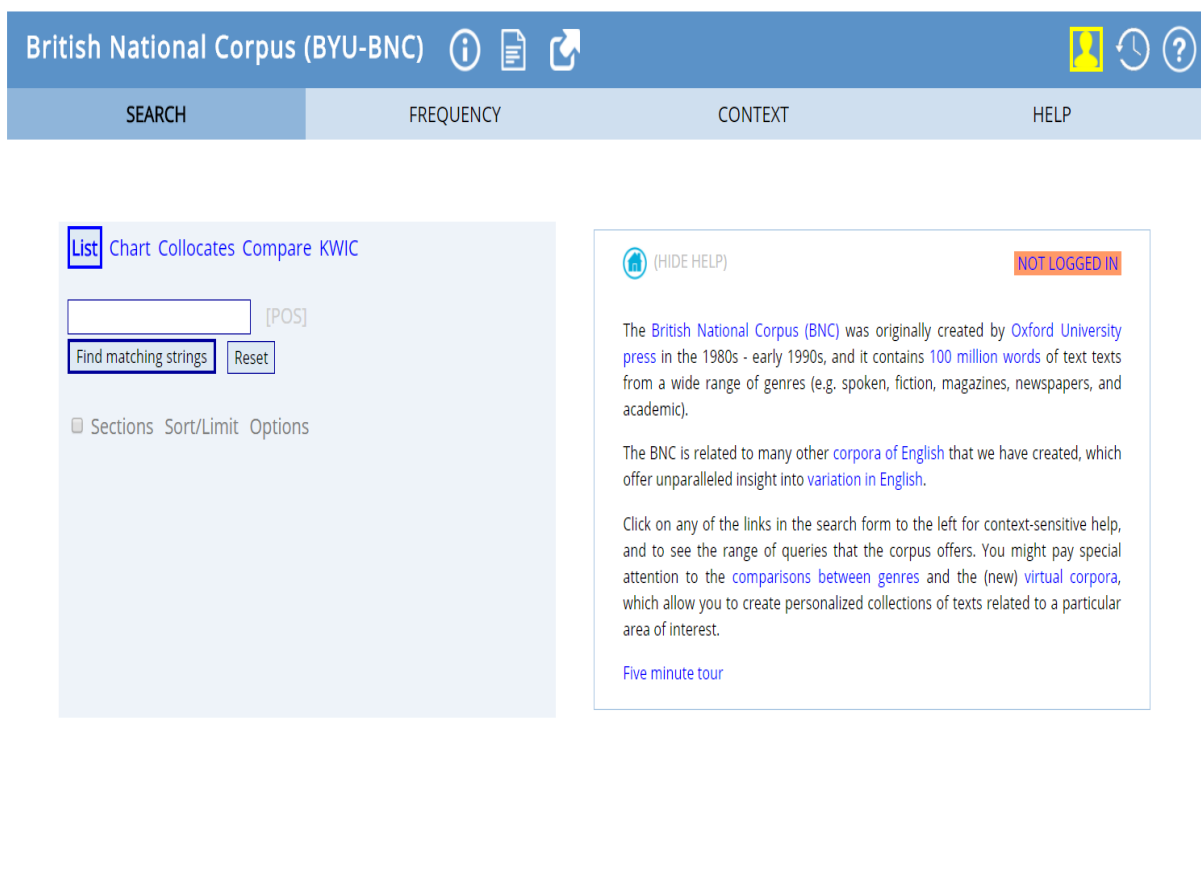 British National Corpus (BYU-BNC)
SEARCH FREQUENCY CONTEXT HELP
List Chart Collocates Compare KWIC
[POS]
Find matching strings Reset
Sections Sort/Limit Options
(HIDE HELP) NOT LOGGED IN
The British National Corpus (BNC) was originally created by Oxford University
press in the 1980s - early 1990s, and it contains 100 million words of text texts
from a wide range of genres (e.g. spoken, fiction, magazines, newspapers, and
academic).
The BNC is related to many other corpora of English that we have created, which
offer unparalleled insight into variation in English.
Click on any of the links in the search form to the left for context-sensitive help,
and to see the range of queries that the corpus offers. You might pay special
attention to the comparisons between genres and the (new) virtual corpora,
which allow you to create personalized collections of texts related to a particular
area of interest.
Five minute tour